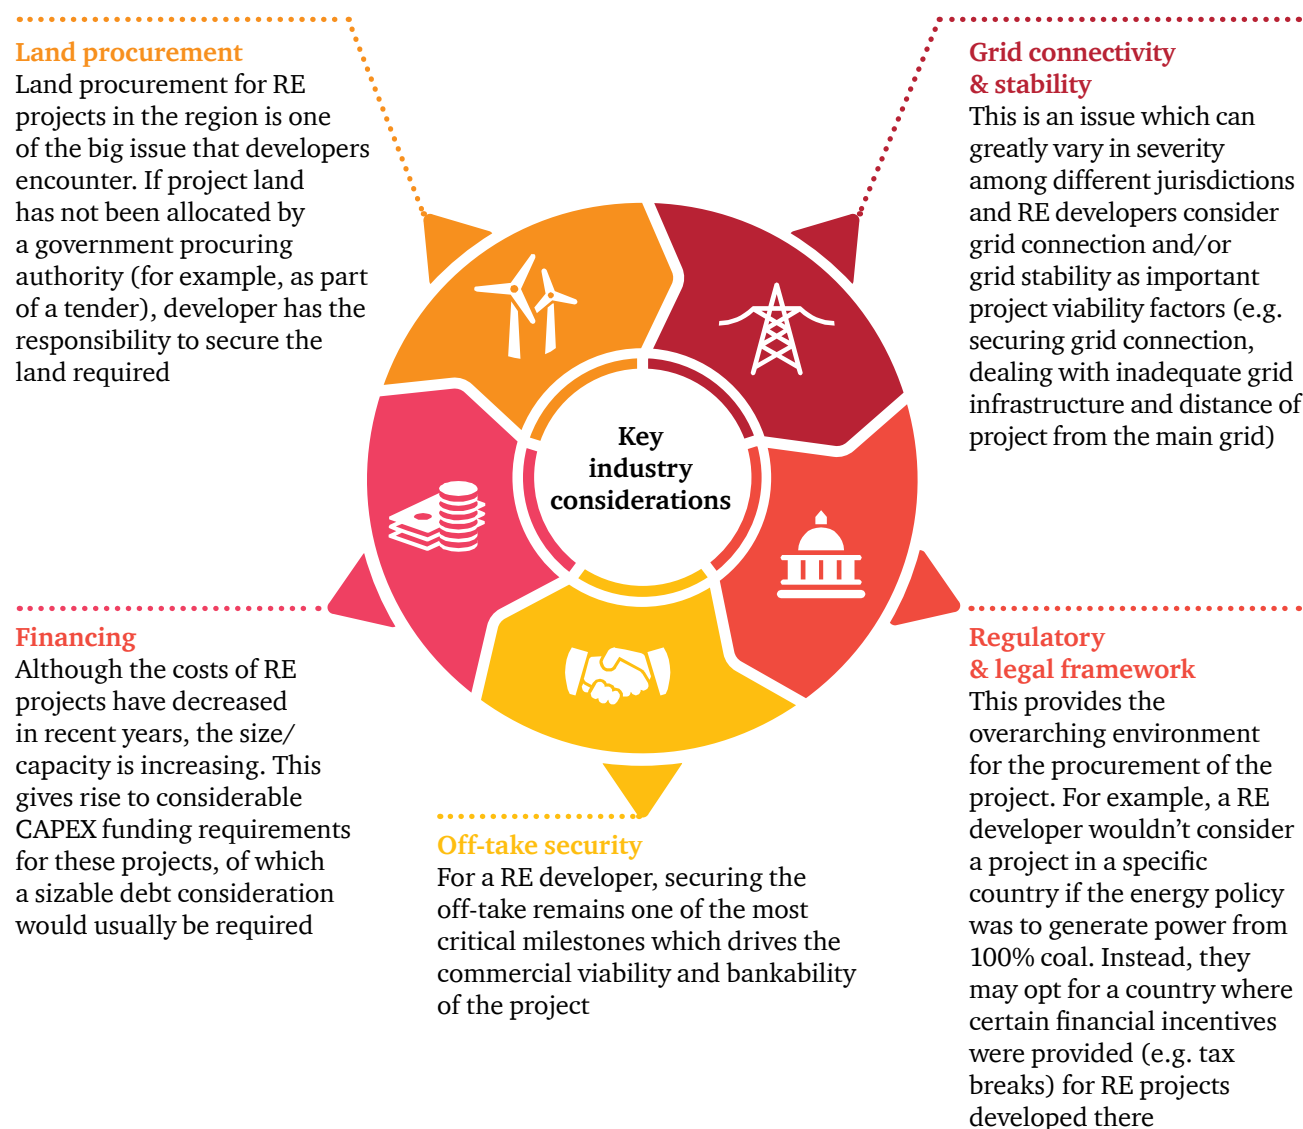 Land procurement
Land procurement for RE
projects in the region is one
of the big issue that developers
encounter. If project land
has not been allocated by
a government procuring
authority (for example, as part
of a tender), developer has the
responsibility to secure the
land required
Grid connectivity
& stability
This is an issue which can
greatly vary in severity
among different jurisdictions
and RE developers consider
grid connection and/or
grid stability as important
project viability factors (e.g.
securing grid connection,
dealing with inadequate grid
infrastructure and distance of
project from the main grid)
Key
industry
considerations
Financing
Although the costs of RE
projects have decreased
in recent years, the size/
capacity is increasing. This
gives rise to considerable
CAPEX funding requirements
for these projects, of which
a sizable debt consideration
would usually be required
Off-take security
For a RE developer, securing the
off-take remains one of the most
critical milestones which drives the
commercial viability and bankability
of the project
Regulatory
& legal framework
This provides the
overarching environment
for the procurement of the
project. For example, a RE
developer wouldn’t consider
a project in a specific
country if the energy policy
was to generate power from
100% coal. Instead, they
may opt for a country where
certain financial incentives
were provided (e.g. tax
breaks) for RE projects
developed there